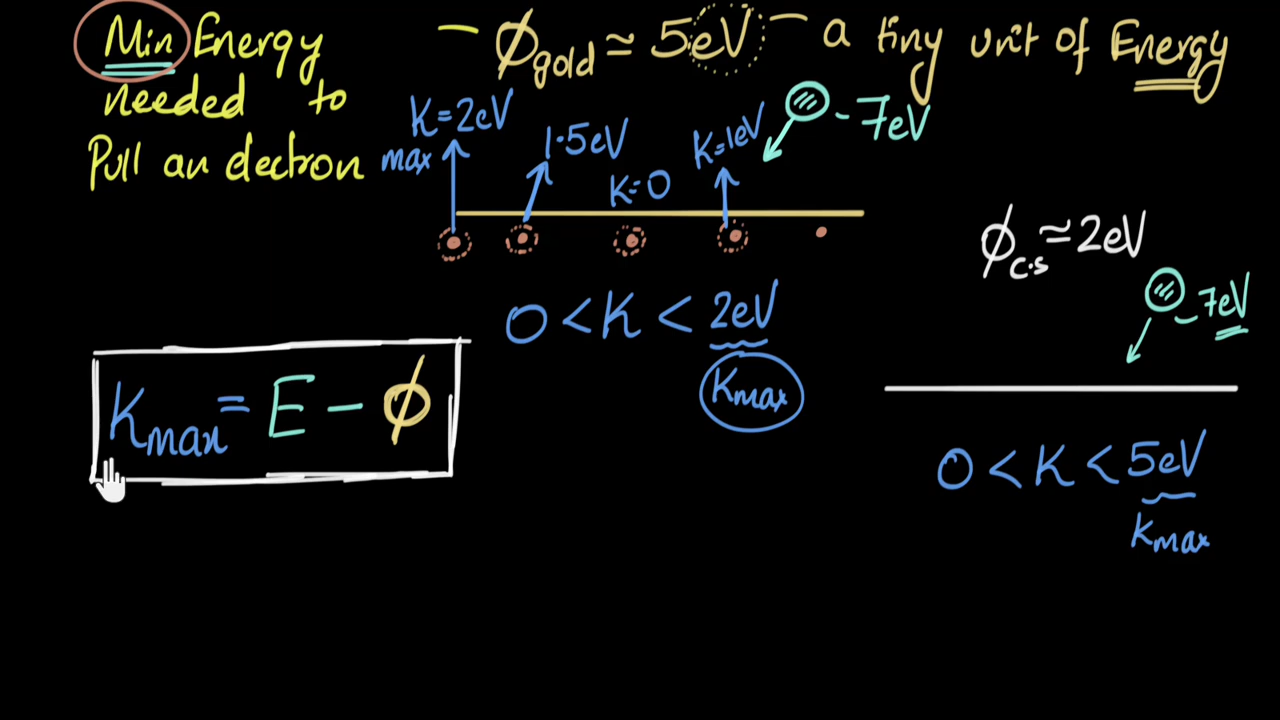 Min Energy
needed to
Pull an electron
ϕgold ≃ 5eV — a tiny unit of Energy
K=2eV
max
1.5eV
K=0
K=1eV
- 7eV
0 < K < 2eV
Kmax
Kmax = E - ϕ
ϕC.s ≃ 2eV
- 7eV
0 < K < 5eV
Kmax